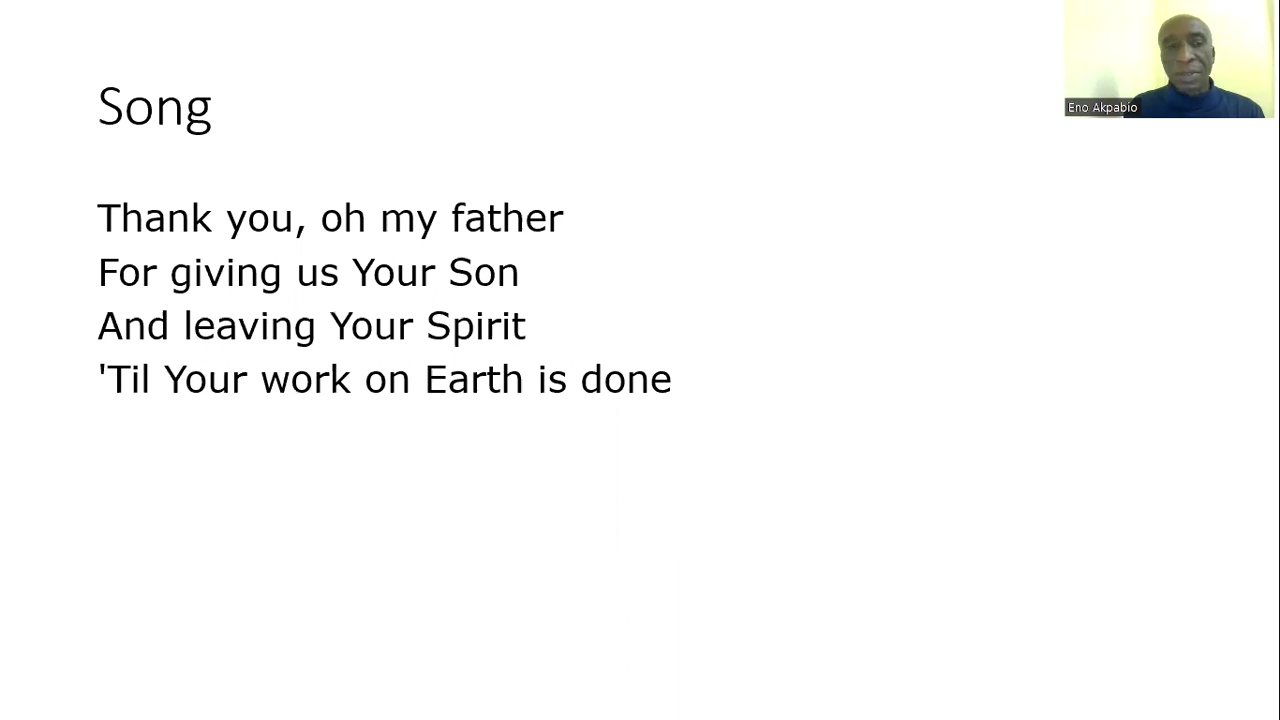 Song
Thank you, oh my father
For giving us Your Son
And leaving Your Spirit
'Til Your work on Earth is done
Eno Akpabio